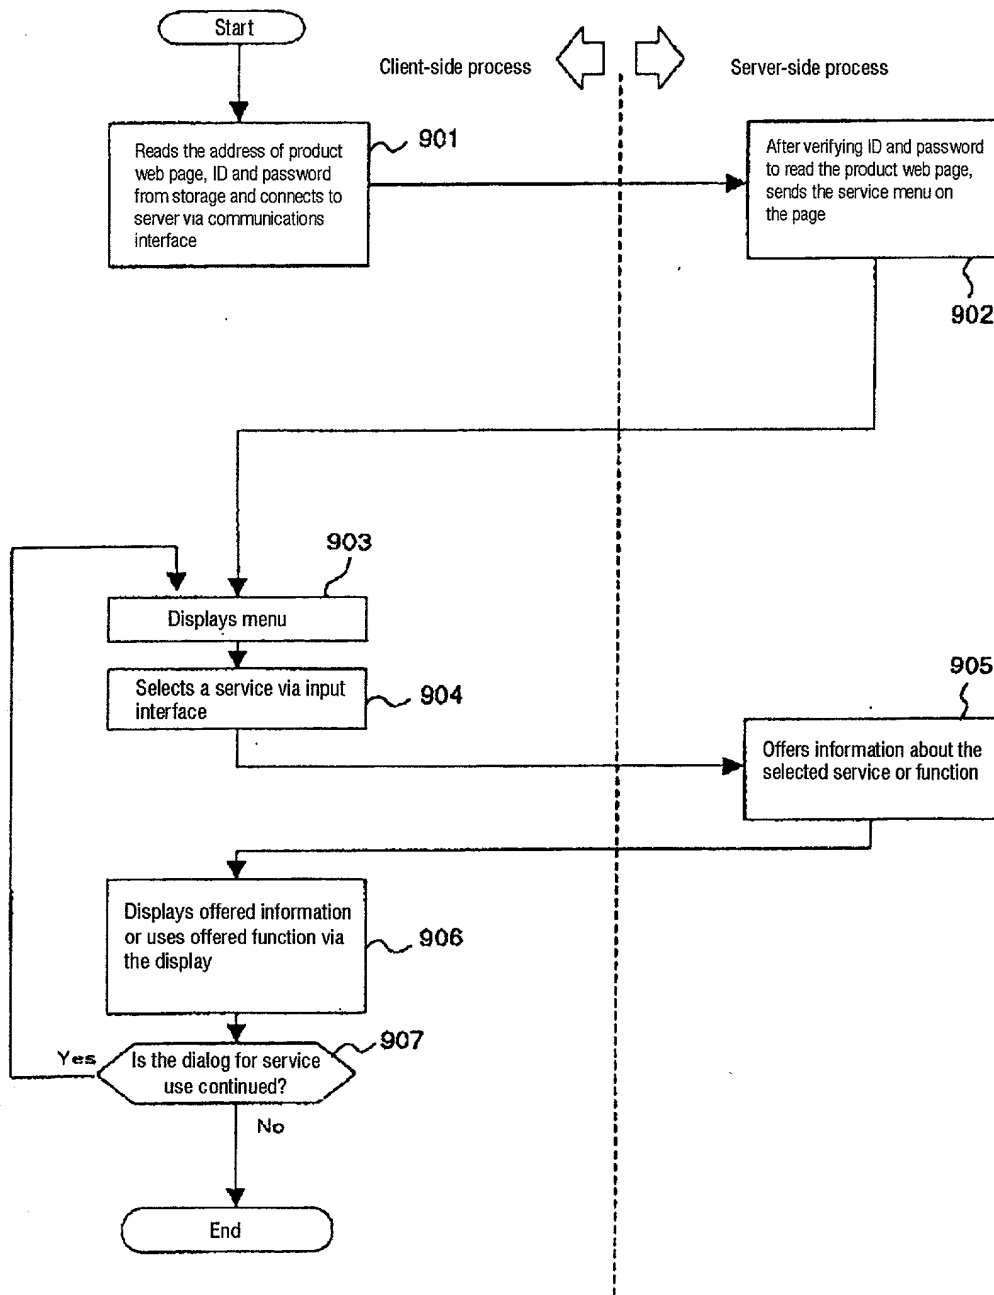 Start
Client-side process
Server-side process
901
Reads the address of product
web page, ID and password
from storage and connects to
server via communications
interface
After verifying ID and password
to read the product web page,
sends the service menu on
the page
902
903
Displays menu
Selects a service via input
interface
904
905
Offers information about the
selected service or function
Displays offered information
or uses offered function via
the display
906
907
Yes
Is the dialog for service
use continued?
No
End